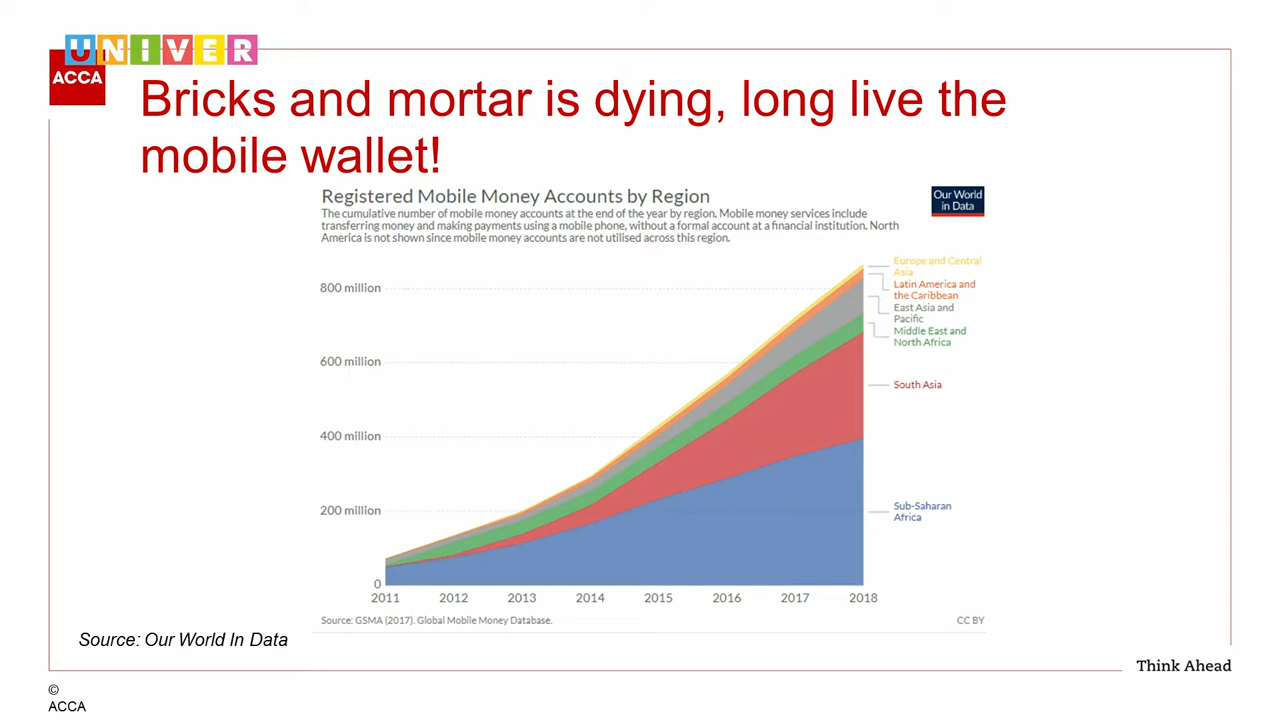 UNIVER
ACCA
Bricks and mortar is dying, long live the
mobile wallet!
Registered Mobile Money Accounts by Region
The cumulative number of mobile money accounts at the end of the year by region. Mobile money services include
transferring money and making payments using a mobile phone, without a formal account at a financial institution. North
America is not shown since mobile money accounts are not utilised across this region.
Our World
in Data
Europe and Central
Asia
Latin America and
the Caribbean
East Asia and
Pacific
Middle East and
North Africa
South Asia
Sub-Saharan
Africa
800 million
600 million
400 million
200 million
0
2011 2012 2013 2014 2015 2016 2017 2018
Source: GSMA (2017). Global Mobile Money Database.
CC BY
Source: Our World In Data
Think Ahead
©
ACCA